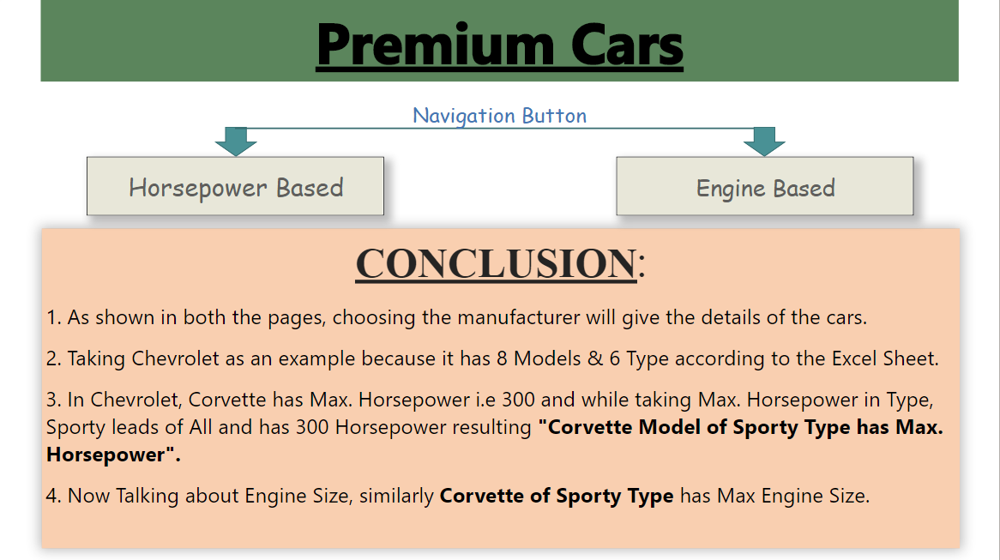 Premium Cars
Navigation Button
Horsepower Based
Engine Based
CONCLUSION:
1. As shown in both the pages, choosing the manufacturer will give the details of the cars.
2. Taking Chevrolet as an example because it has 8 Models & 6 Type according to the Excel Sheet.
3. In Chevrolet, Corvette has Max. Horsepower i.e 300 and while taking Max. Horsepower in Type,
Sporty leads of All and has 300 Horsepower resulting "Corvette Model of Sporty Type has Max.
Horsepower".
4. Now Talking about Engine Size, similarly Corvette of Sporty Type has Max Engine Size.